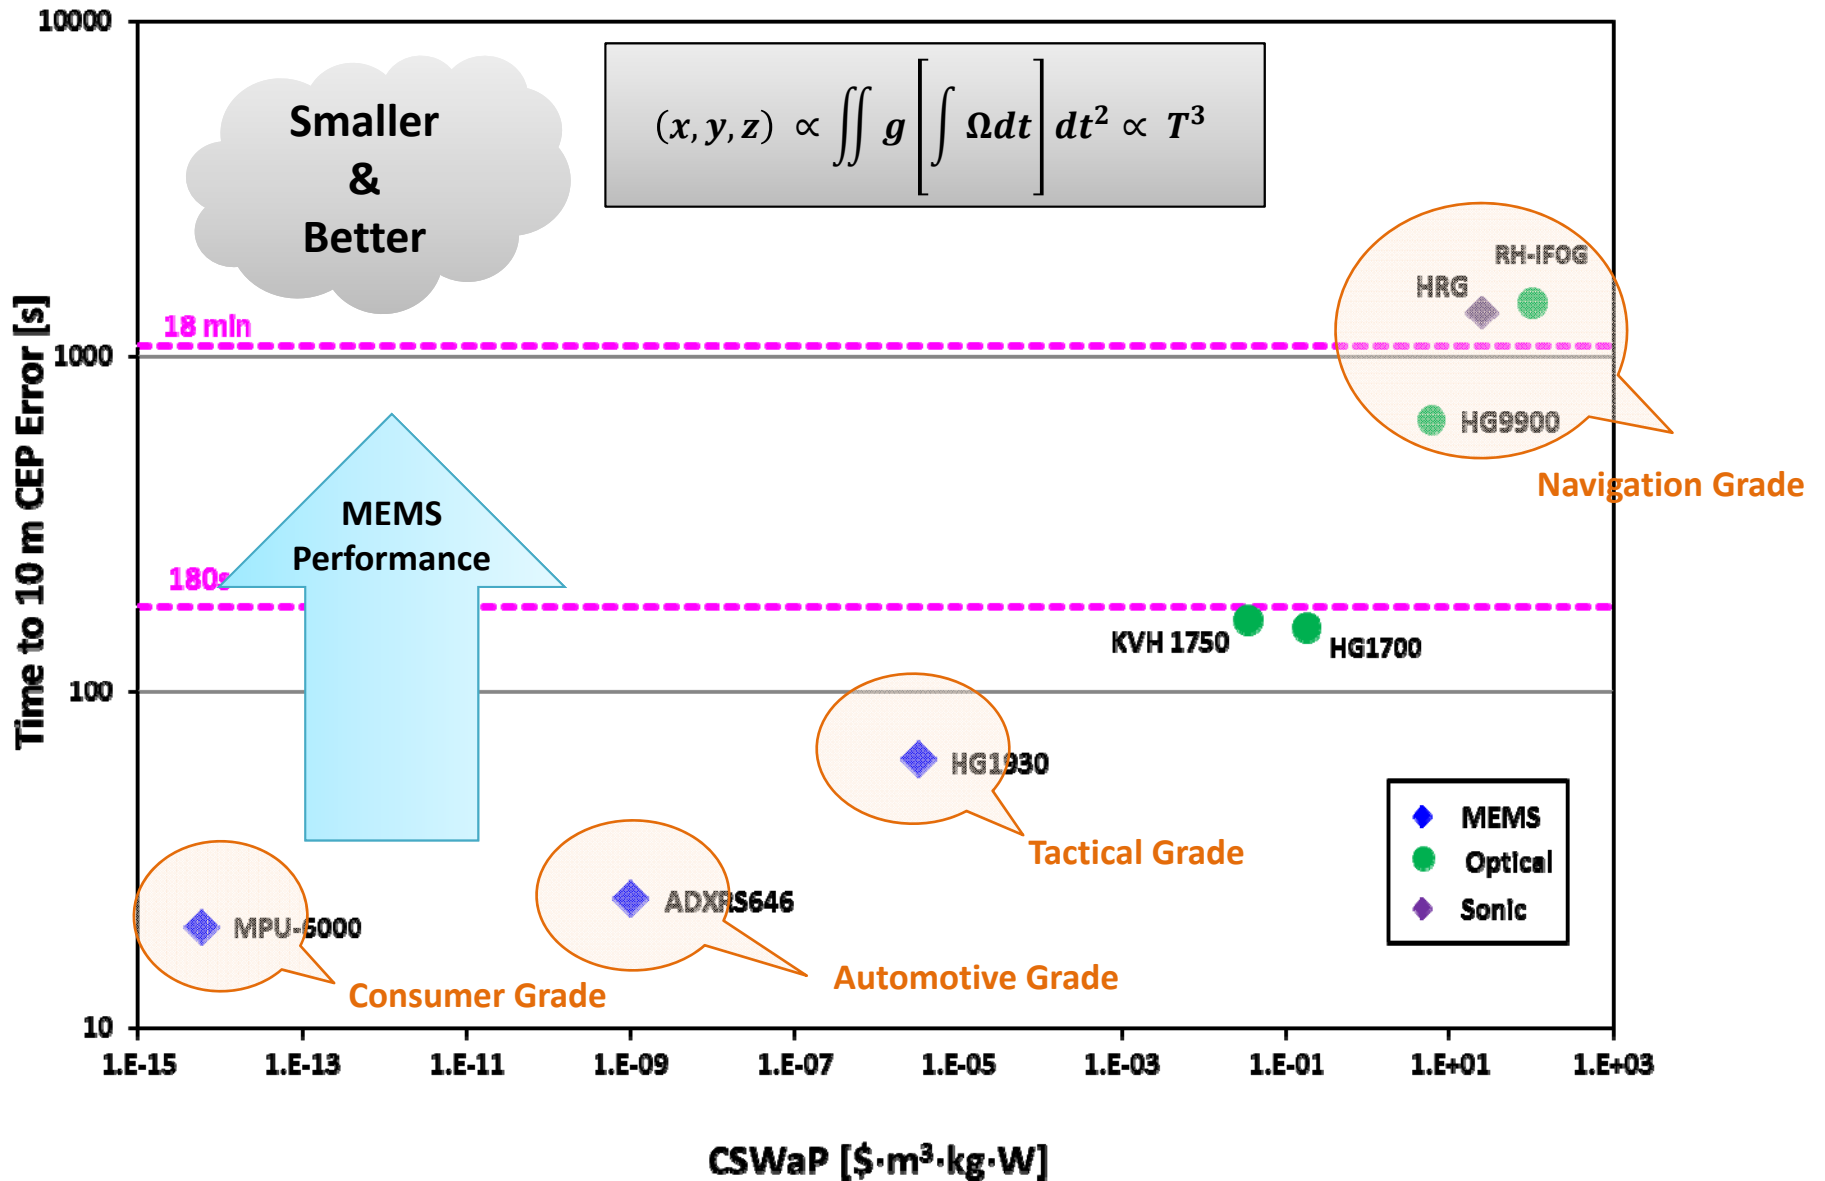 10000
Smaller
&
Better
(x, y, z) ∝ ∬ g [∫ Ωdt] dt² ∝ T³
RH-IFOG
HRG
18 min
1000
HG9900
Navigation Grade
MEMS
Performance
180s
KVH 1750
HG1700
100
HG1930
Tactical Grade
MEMS
Optical
Sonic
ADXRS646
MPU-6000
Automotive Grade
Consumer Grade
10
Time to 10 m CEP Error [s]
1.E-15 1.E-13 1.E-11 1.E-09 1.E-07 1.E-05 1.E-03 1.E-01 1.E+01 1.E+03
CSWaP [$·m³·kg·W]